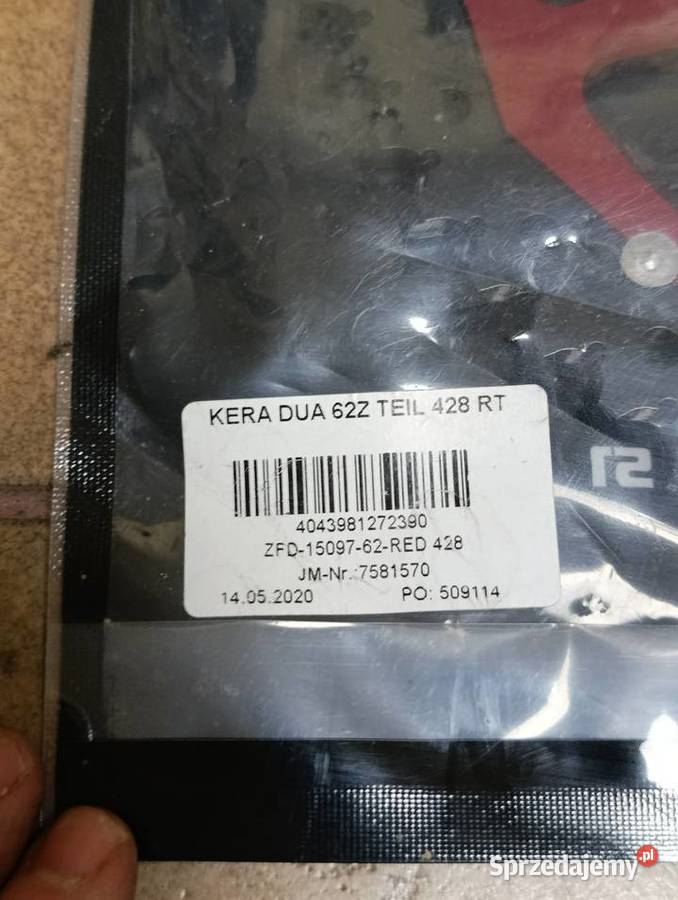 KERA DUA 62Z TEIL 428 RT
4043981272390
ZFD-15097-62-RED 428
JM-Nr.:7581570
14.05.2020 PO: 509114
Sprzedajemy.pl